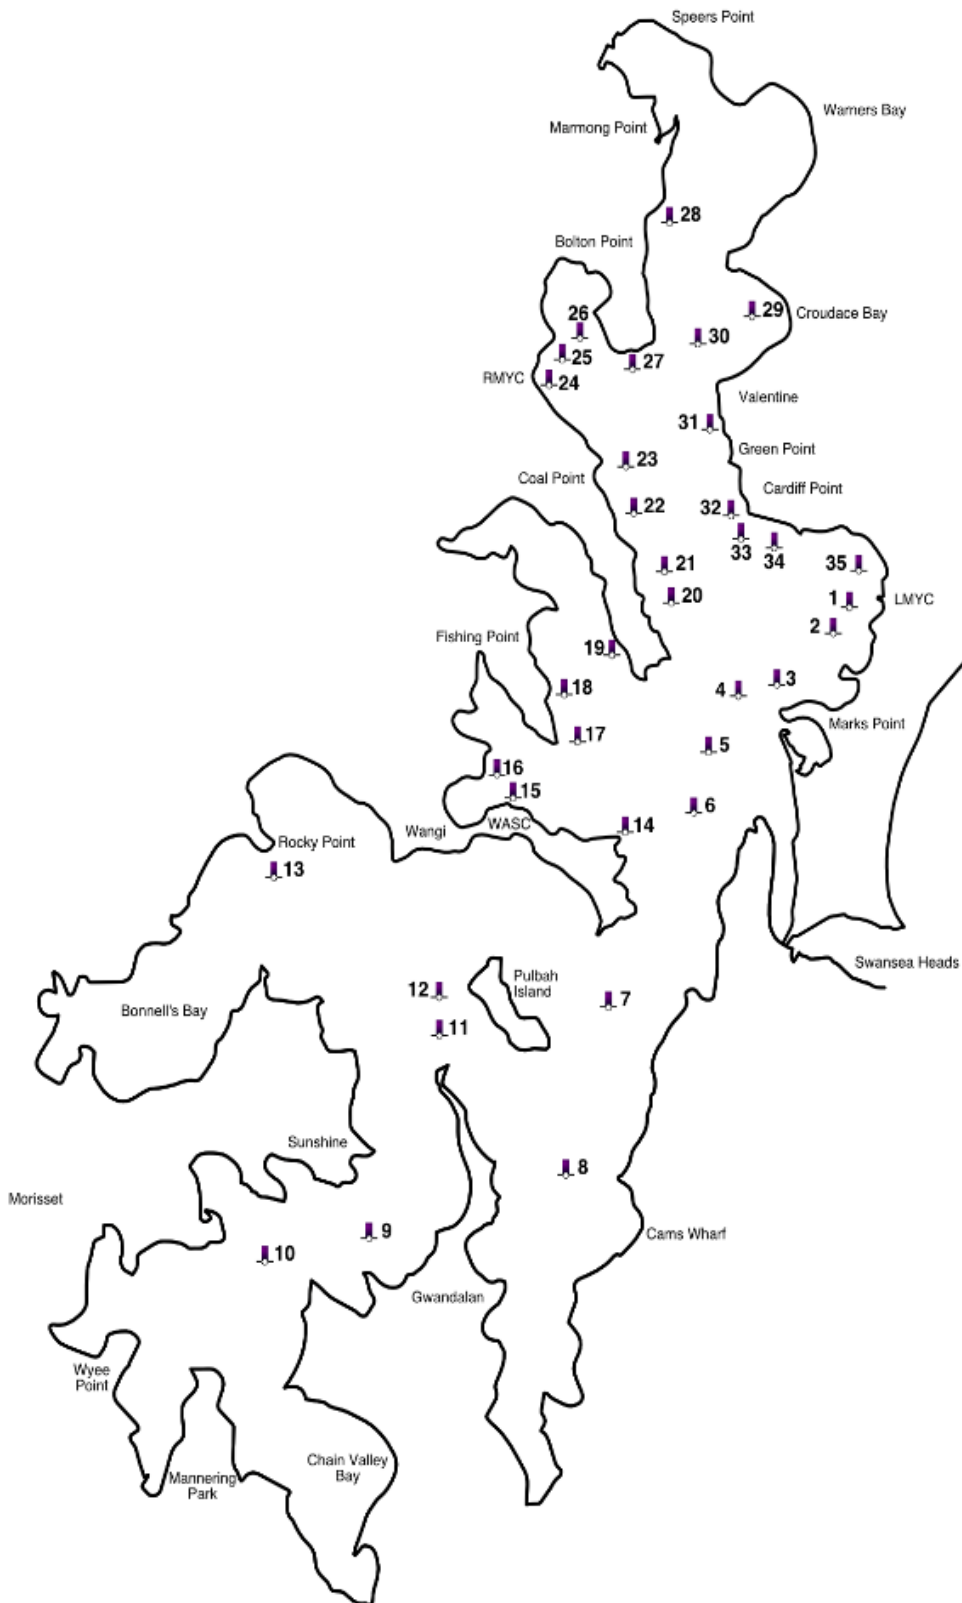 Speers Point
Warners Bay
Marmong Point
28
Bolton Point
29
Croudace Bay
26
30
25
27
RMYC
24
Valentine
31
Green Point
23
Coal Point
Cardiff Point
22
32
33
34
35
21
20
1
LMYC
2
Fishing Point
19
3
18
4
Marks Point
17
5
16
15
6
WASC
14
Wangi
Rocky Point
13
Swansea Heads
Pulbah
Island
12
7
Bonnell's Bay
11
Sunshine
8
Morisset
9
Cams Wharf
10
Gwandalan
Wyee
Point
Chain Valley
Bay
Mannering
Park